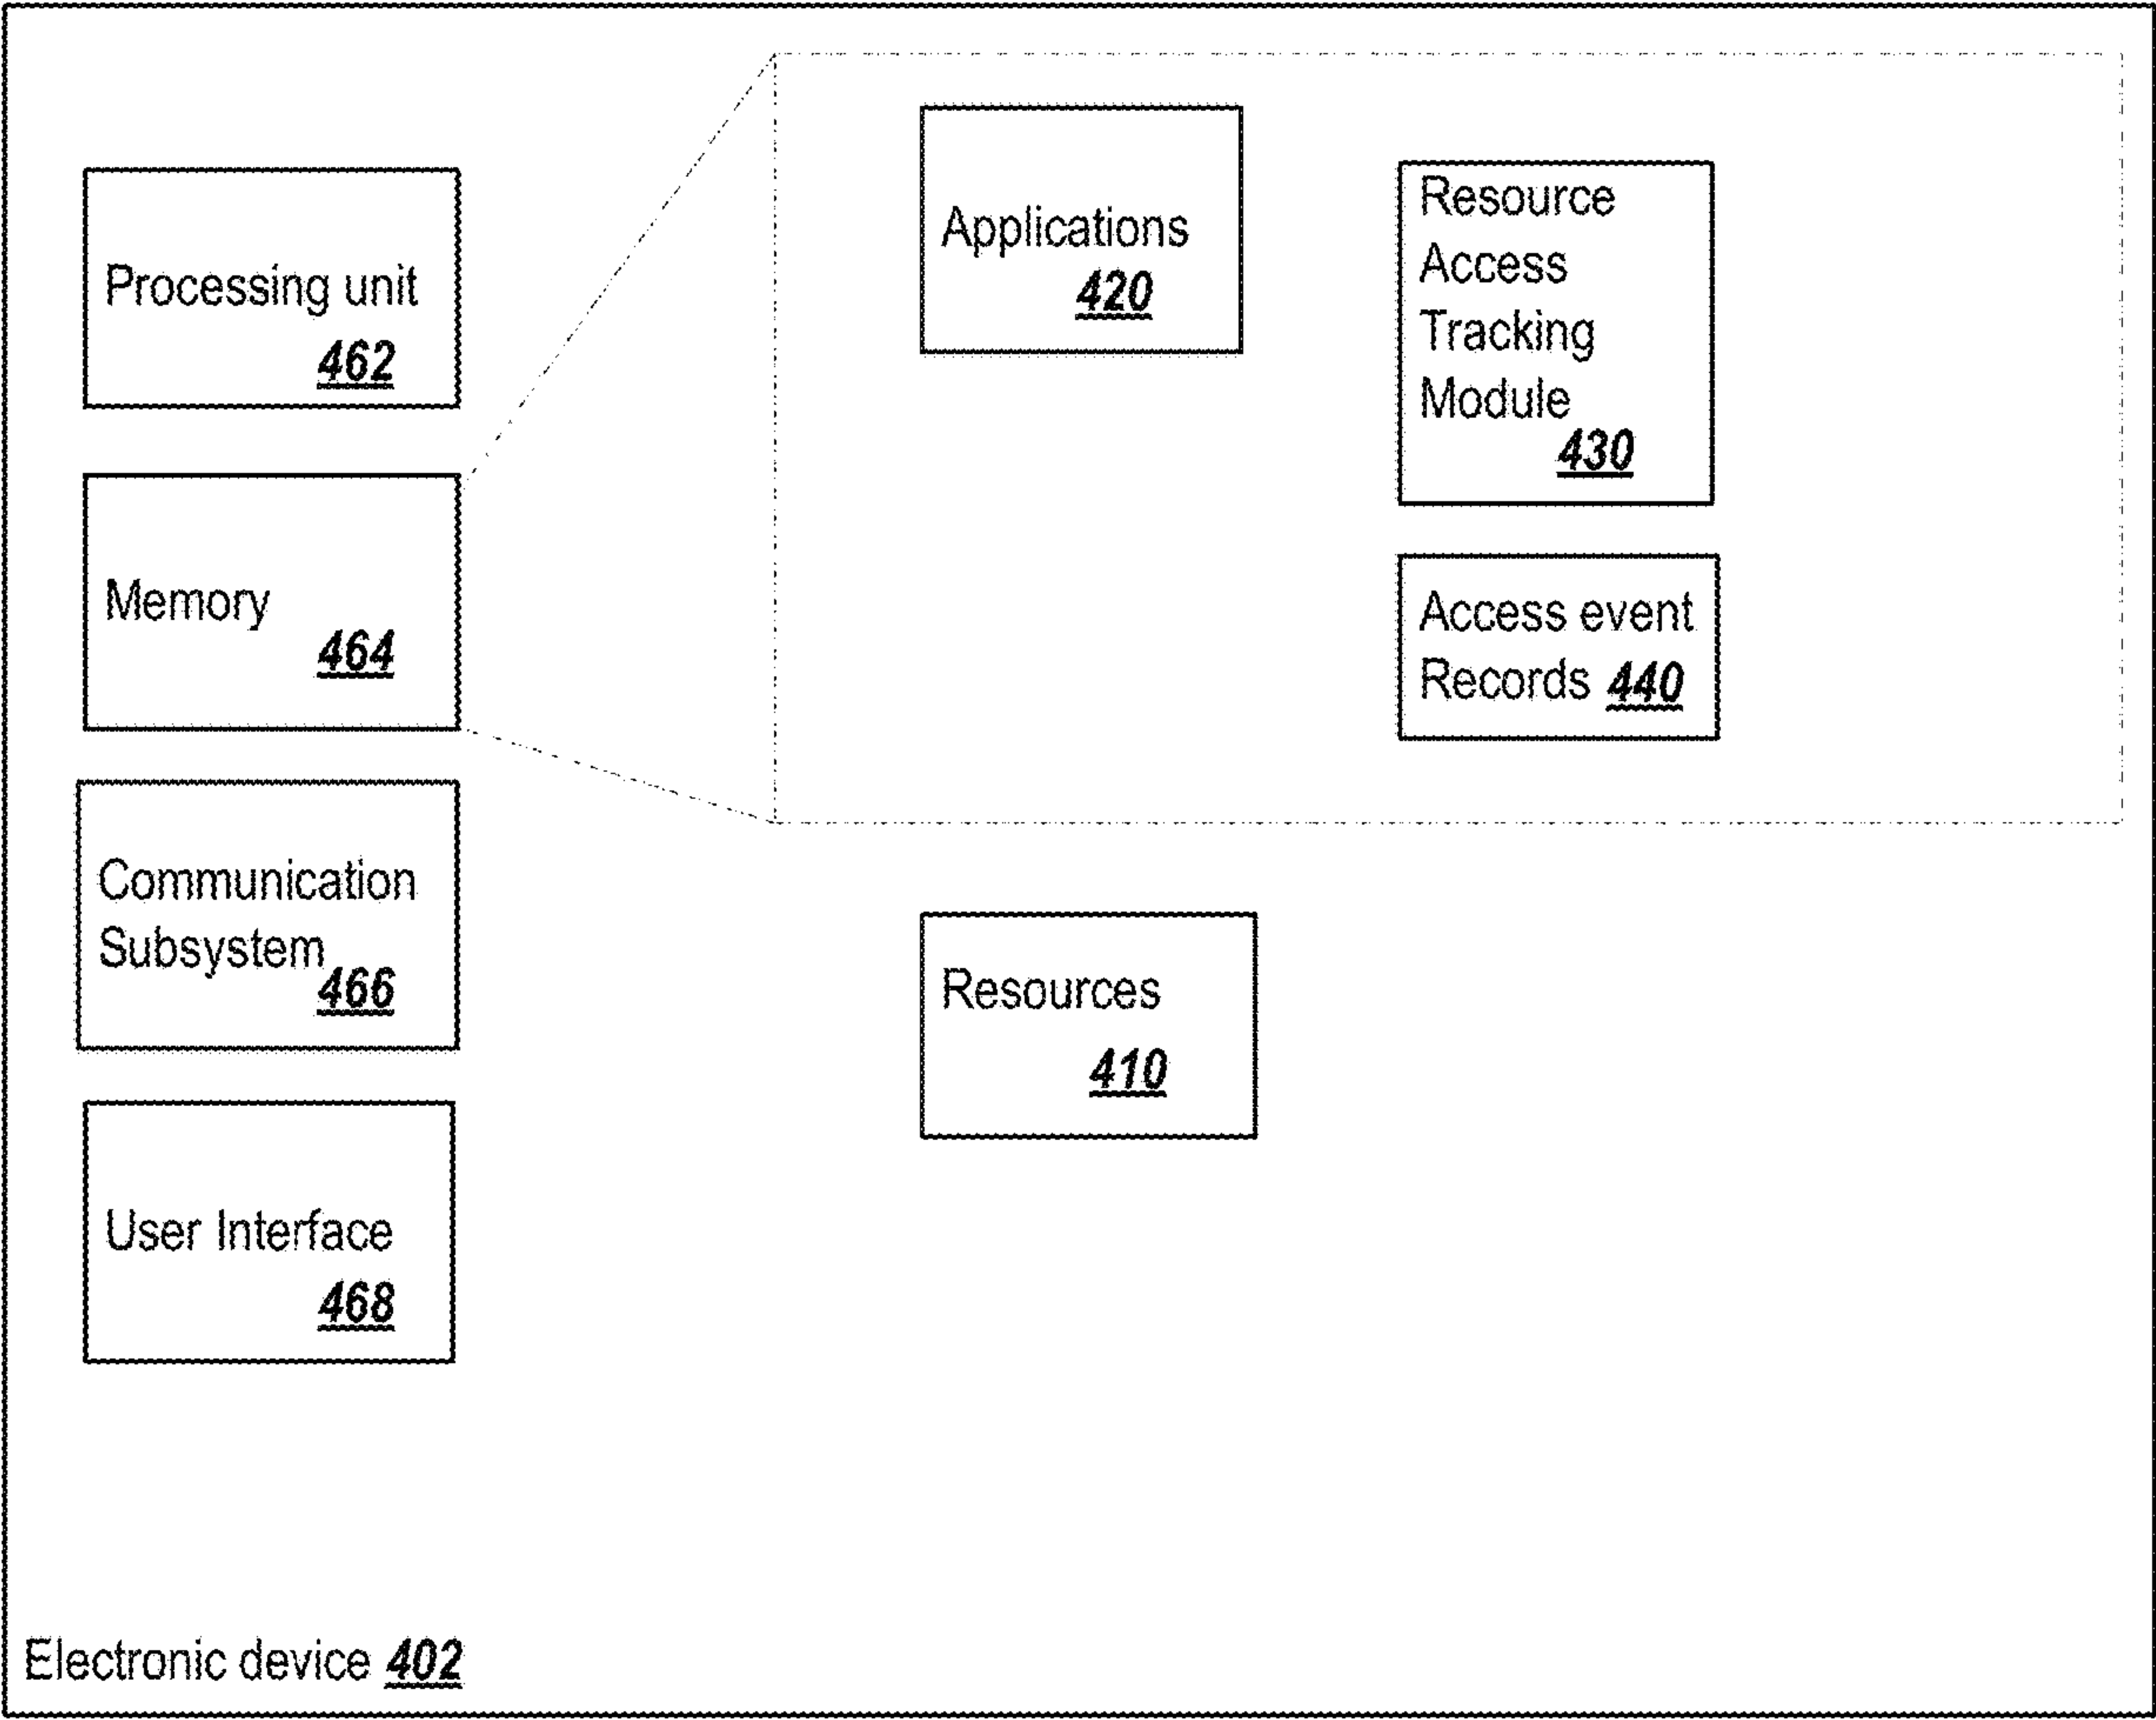 Processing unit
462
Memory
464
Communication
Subsystem
466
User Interface
468
Applications
420
Resource
Access
Tracking
Module
430
Access event
Records 440
Resources
410
Electronic device 402